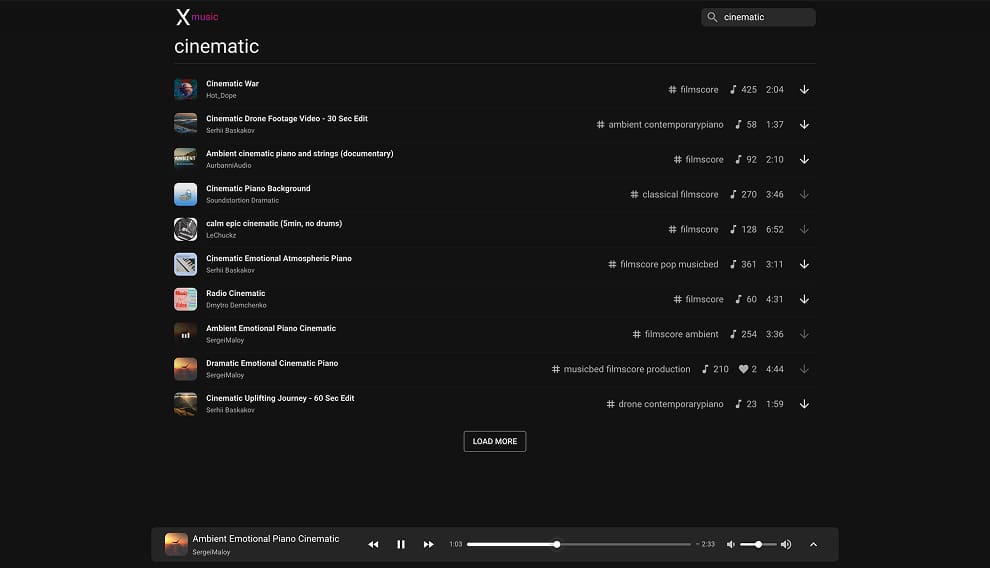 X music
cinematic
cinematic
Cinematic War
Hot_Dope
# filmscore 425 2:04
Cinematic Drone Footage Video - 30 Sec Edit
Serhii Baskakov
# ambient contemporarypiano 58 1:37
Ambient cinematic piano and strings (documentary)
AurbanniAudio
# filmscore 92 2:10
Cinematic Piano Background
Soundstortion Dramatic
# classical filmscore 270 3:46
calm epic cinematic (5min, no drums)
LeChuckz
# filmscore 128 6:52
Cinematic Emotional Atmospheric Piano
Serhii Baskakov
# filmscore pop musicbed 361 3:11
Radio Cinematic
Dmytro Demchenko
# filmscore 60 4:31
Ambient Emotional Piano Cinematic
SergeiMaloy
# filmscore ambient 254 3:36
Dramatic Emotional Cinematic Piano
SergeiMaloy
# musicbed filmscore production 210 2 4:44
Cinematic Uplifting Journey - 60 Sec Edit
Serhii Baskakov
# drone contemporarypiano 23 1:59
LOAD MORE
Ambient Emotional Piano Cinematic
SergeiMaloy
1:03
- 2:33